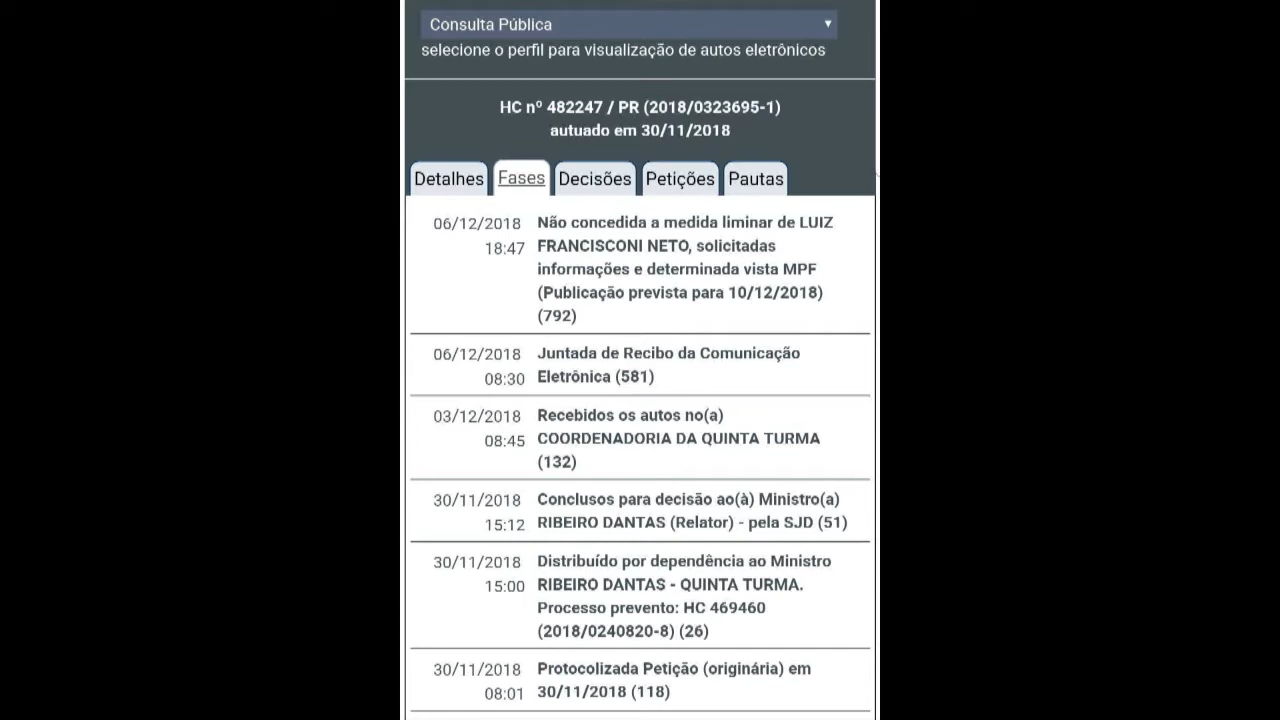 Consulta Pública
selecione o perfil para visualização de autos eletrônicos
HC nº 482247 / PR (2018/0323695-1)
autuado em 30/11/2018
Detalhes Fases Decisões Petições Pautas
06/12/2018 Não concedida a medida liminar de LUIZ
18:47 FRANCISCONI NETO, solicitadas
informações e determinada vista MPF
(Publicação prevista para 10/12/2018)
(792)
06/12/2018 Juntada de Recibo da Comunicação
08:30 Eletrônica (581)
03/12/2018 Recebidos os autos no(a)
08:45 COORDENADORIA DA QUINTA TURMA
(132)
30/11/2018 Conclusos para decisão ao(à) Ministro(a)
15:12 RIBEIRO DANTAS (Relator) - pela SJD (51)
30/11/2018 Distribuído por dependência ao Ministro
15:00 RIBEIRO DANTAS - QUINTA TURMA.
Processo prevento: HC 469460
(2018/0240820-8) (26)
30/11/2018 Protocolizada Petição (originária) em
08:01 30/11/2018 (118)